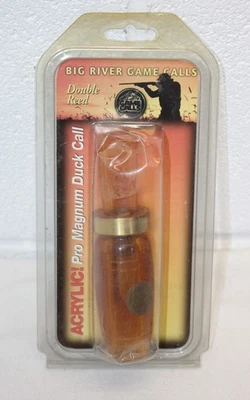 BIG RIVER GAME CALLS
Double
Reed
ACRYLIC! Pro Magnum Duck Call